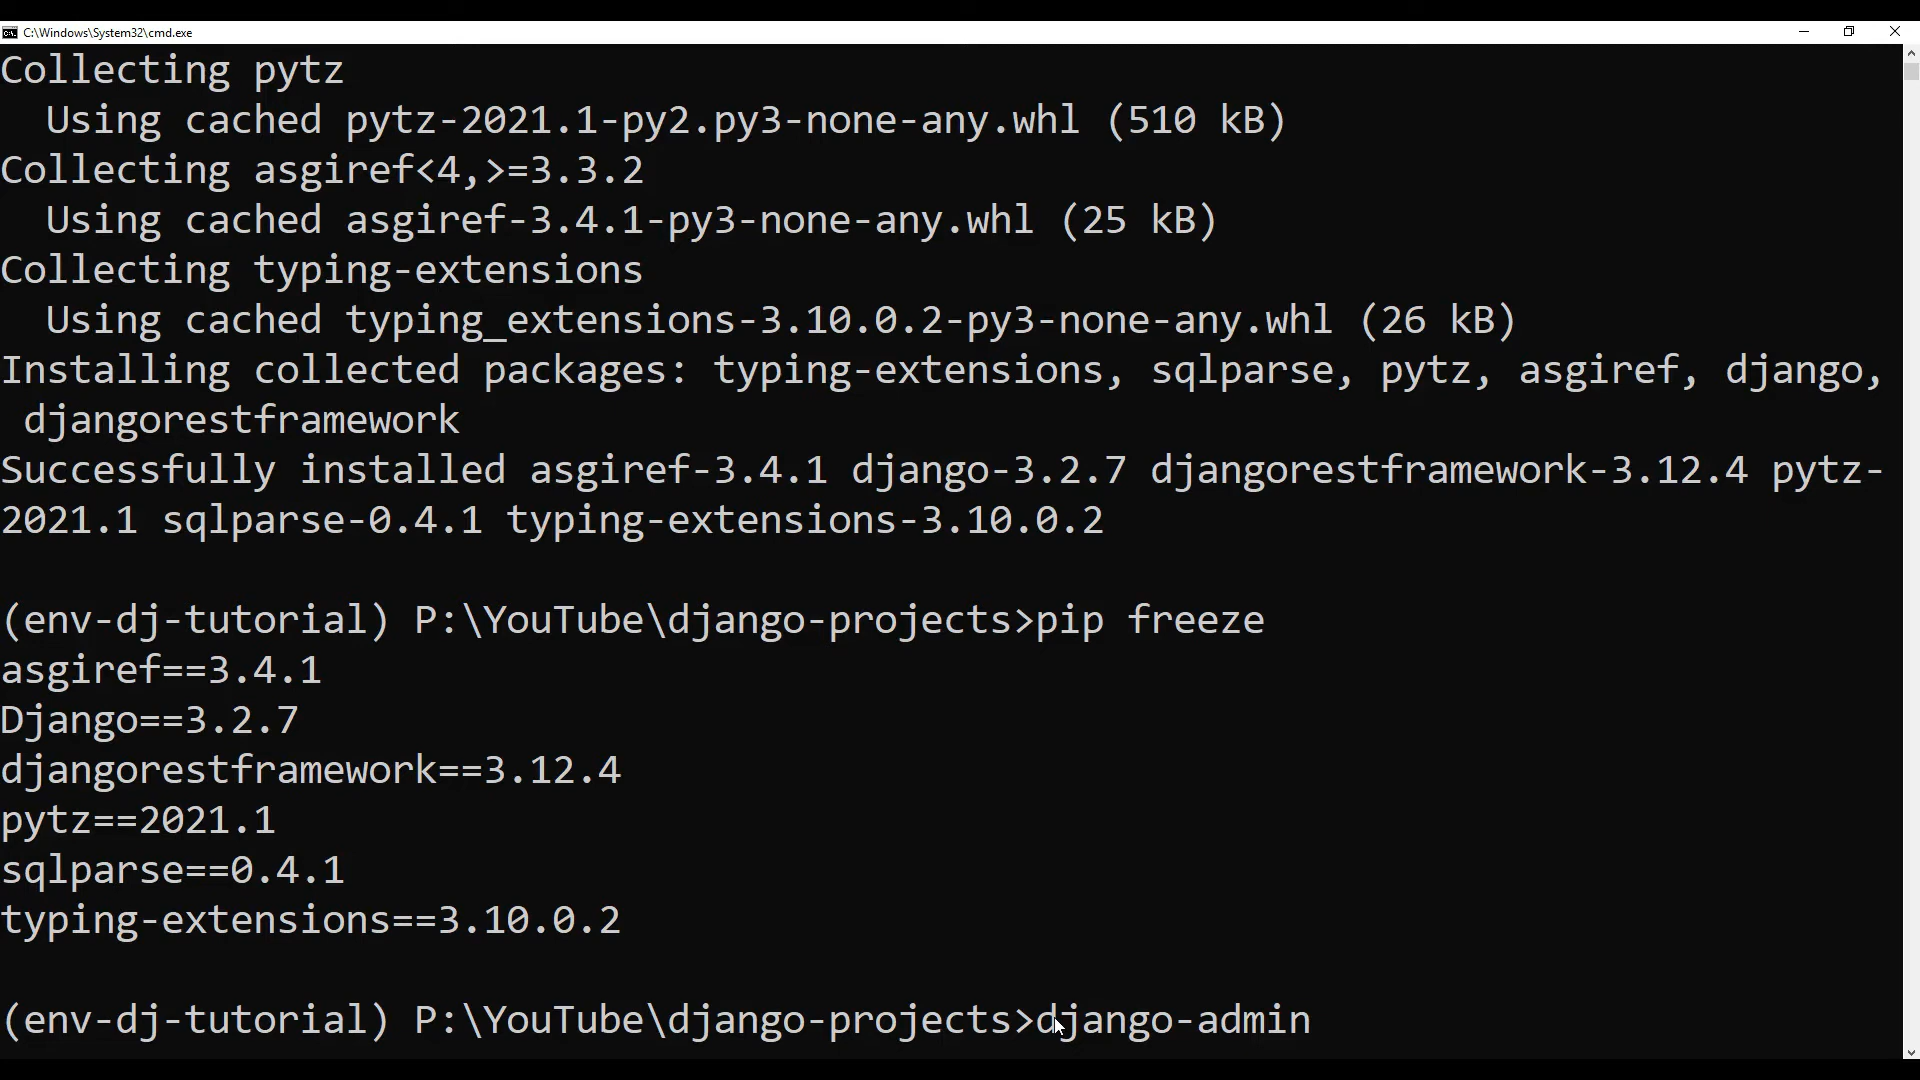 C:\Windows\System32\cmd.exe
Collecting pytz
  Using cached pytz-2021.1-py2.py3-none-any.whl (510 kB)
Collecting asgiref<4,>=3.3.2
  Using cached asgiref-3.4.1-py3-none-any.whl (25 kB)
Collecting typing-extensions
  Using cached typing_extensions-3.10.0.2-py3-none-any.whl (26 kB)
Installing collected packages: typing-extensions, sqlparse, pytz, asgiref, django,
 djangorestframework
Successfully installed asgiref-3.4.1 django-3.2.7 djangorestframework-3.12.4 pytz-
2021.1 sqlparse-0.4.1 typing-extensions-3.10.0.2
(env-dj-tutorial) P:\YouTube\django-projects>pip freeze
asgiref==3.4.1
Django==3.2.7
djangorestframework==3.12.4
pytz==2021.1
sqlparse==0.4.1
typing-extensions==3.10.0.2
(env-dj-tutorial) P:\YouTube\django-projects>django-admin